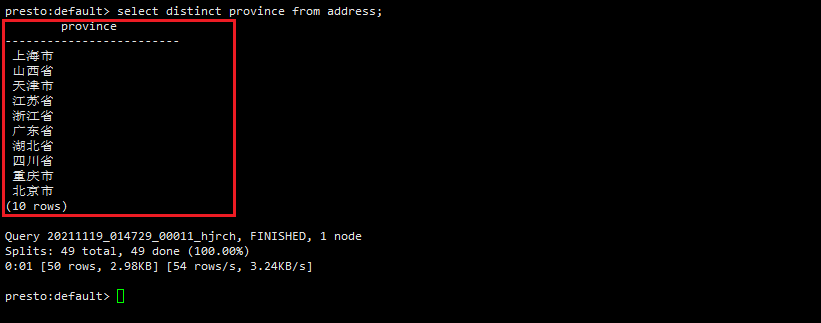 presto:default> select distinct province from address;
province
-------------------------
上海市
山西省
天津市
江苏省
浙江省
广东省
湖北省
四川省
重庆市
北京市
(10 rows)
Query 20211119_014729_00011_hjrch, FINISHED, 1 node
Splits: 49 total, 49 done (100.00%)
0:01 [50 rows, 2.98KB] [54 rows/s, 3.24KB/s]
presto:default>